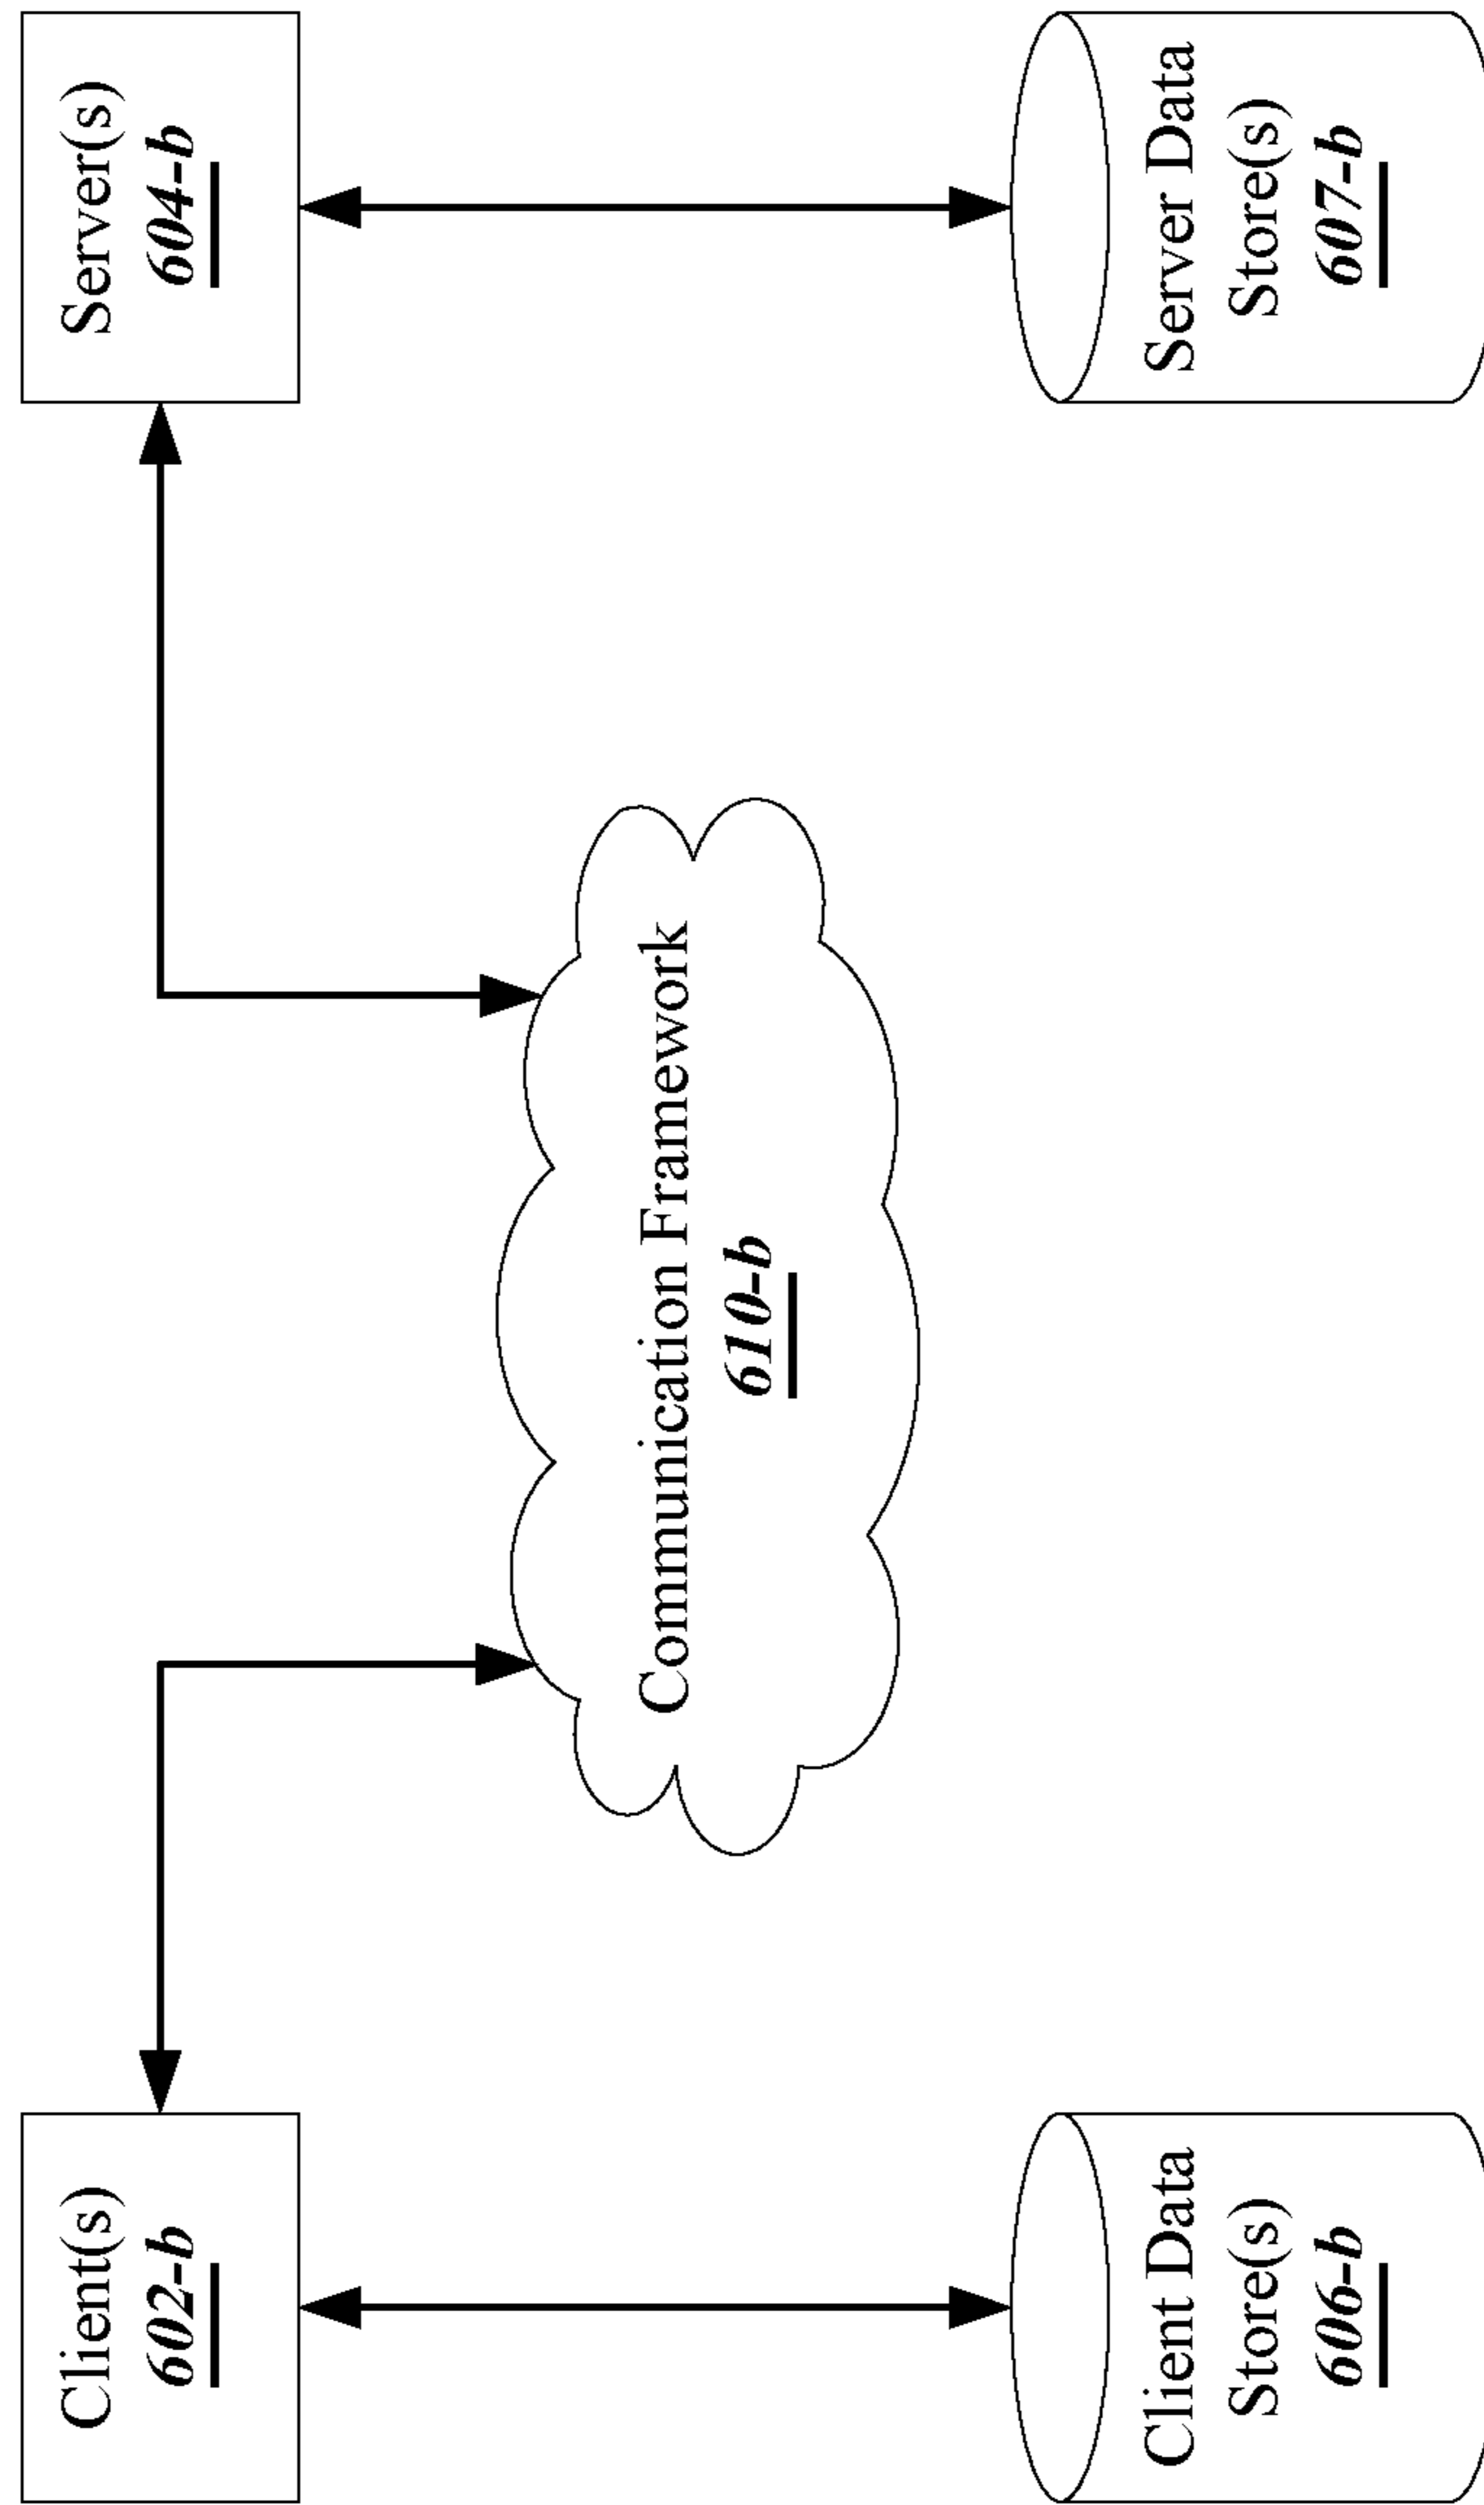 Client(s)
602-b
Server(s)
604-b
Communication Framework
610-b
Client Data
Store(s)
606-b
Server Data
Store(s)
607-b